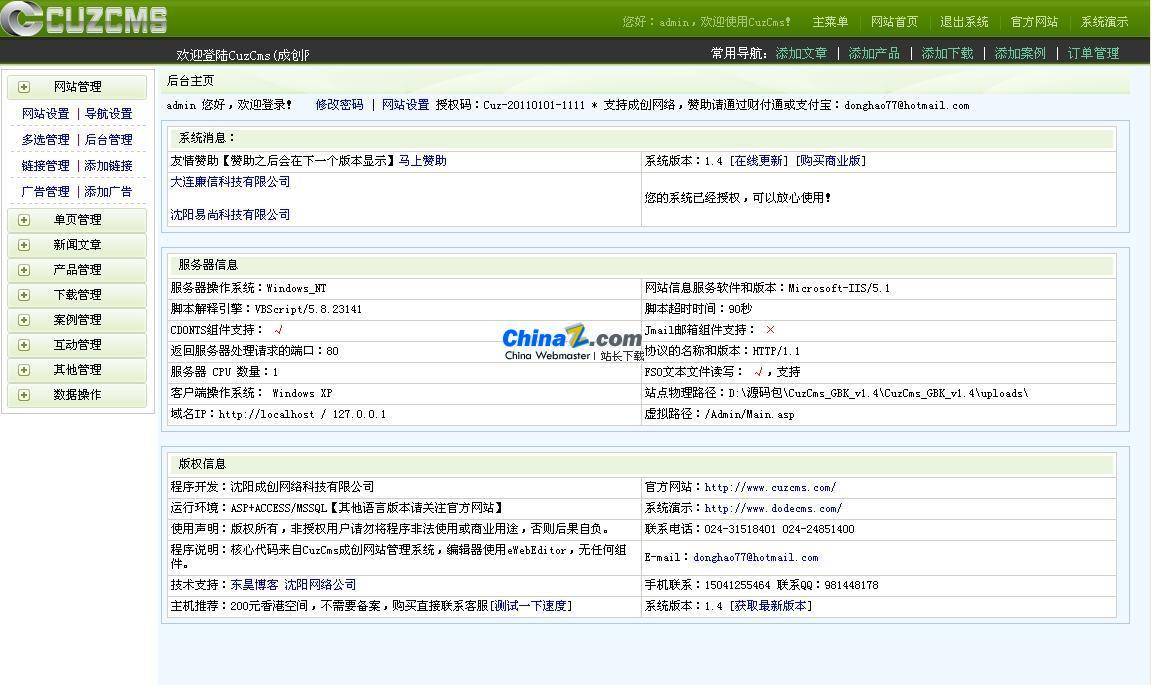 CUZCMS
您好：admin，欢迎使用CuzCms！ 主菜单 | 网站首页 | 退出系统 | 官方网站 | 系统演示
欢迎登陆CuzCms(成创
常用导航： 添加文章 | 添加产品 | 添加下载 | 添加案例 | 订单管理
网站管理
网站设置 | 导航设置
多选管理 | 后台管理
链接管理 | 添加链接
广告管理 | 添加广告
单页管理
新闻文章
产品管理
下载管理
案例管理
互动管理
其他管理
数据操作
后台主页
admin 您好，欢迎登录！ 修改密码 | 网站设置 授权码：Cuz-20110101-1111 * 支持成创网络，赞助请通过财付通或支付宝：donghao77@hotmail.com
系统消息：
友情赞助【赞助之后会在下一个版本显示】马上赞助
系统版本：1.4 [在线更新] [购买商业版]
大连廉信科技有限公司
沈阳易尚科技有限公司
您的系统已经授权，可以放心使用！
服务器信息
服务器操作系统：Windows_NT
网站信息服务软件和版本：Microsoft-IIS/5.1
脚本解释引擎：VBScript/5.8.23141
脚本超时时间：90秒
CDONTS组件支持： √
Jmail邮箱组件支持： ×
返回服务器处理请求的端口：80
协议的名称和版本：HTTP/1.1
服务器 CPU 数量：1
FSO文本文件读写： √，支持
客户端操作系统： Windows XP
站点物理路径：D:\源码包\CuzCms_GBK_v1.4\CuzCms_GBK_v1.4\uploads\
域名IP：http://localhost / 127.0.0.1
虚拟路径：/Admin/Main.asp
ChinaZ.com
China Webmaster | 站长下载
版权信息
程序开发：沈阳成创网络科技有限公司
官方网站：http://www.cuzcms.com/
运行环境：ASP+ACCESS/MSSQL【其他语言版本请关注官方网站】
系统演示：http://www.dodecms.com/
使用声明：版权所有，非授权用户请勿将程序非法使用或商业用途，否则后果自负。
联系电话：024-31518401 024-24851400
程序说明：核心代码来自CuzCms成创网站管理系统，编辑器使用eWebEditor，无任何组
件。
E-mail：donghao77@hotmail.com
技术支持：东昊博客 沈阳网络公司
手机联系：15041255464 联系QQ：981448178
主机推荐：200元香港空间，不需要备案，购买直接联系客服[测试一下速度]
系统版本：1.4 [获取最新版本]